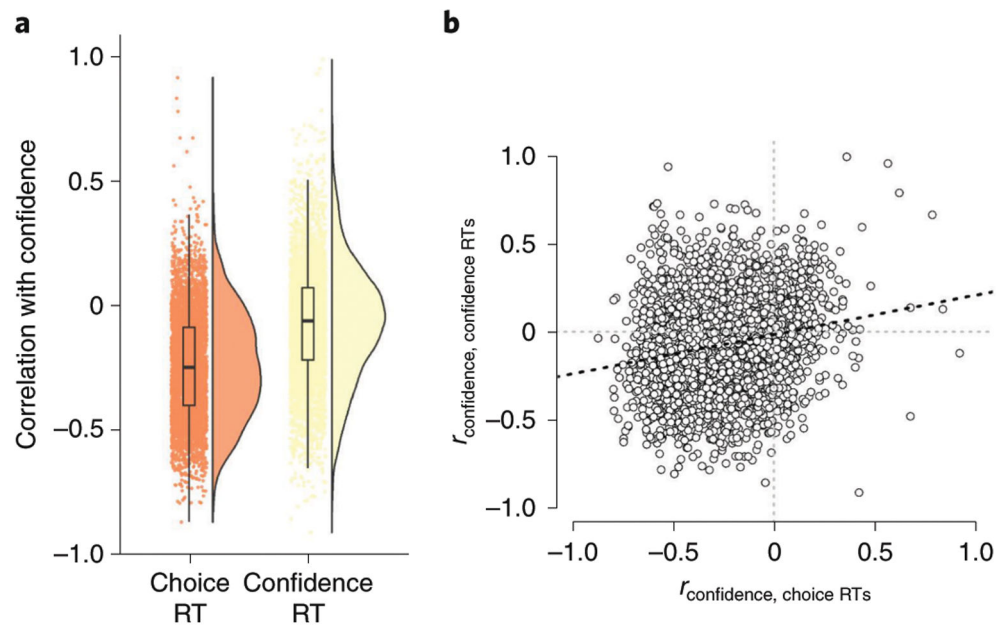 a
1.0
0.5
0
–0.5
–1.0
Correlation with confidence
Choice RT
Confidence RT
b
1.0
0.5
0
–0.5
–1.0
r confidence, confidence RTs
–1.0
–0.5
0
0.5
1.0
r confidence, choice RTs